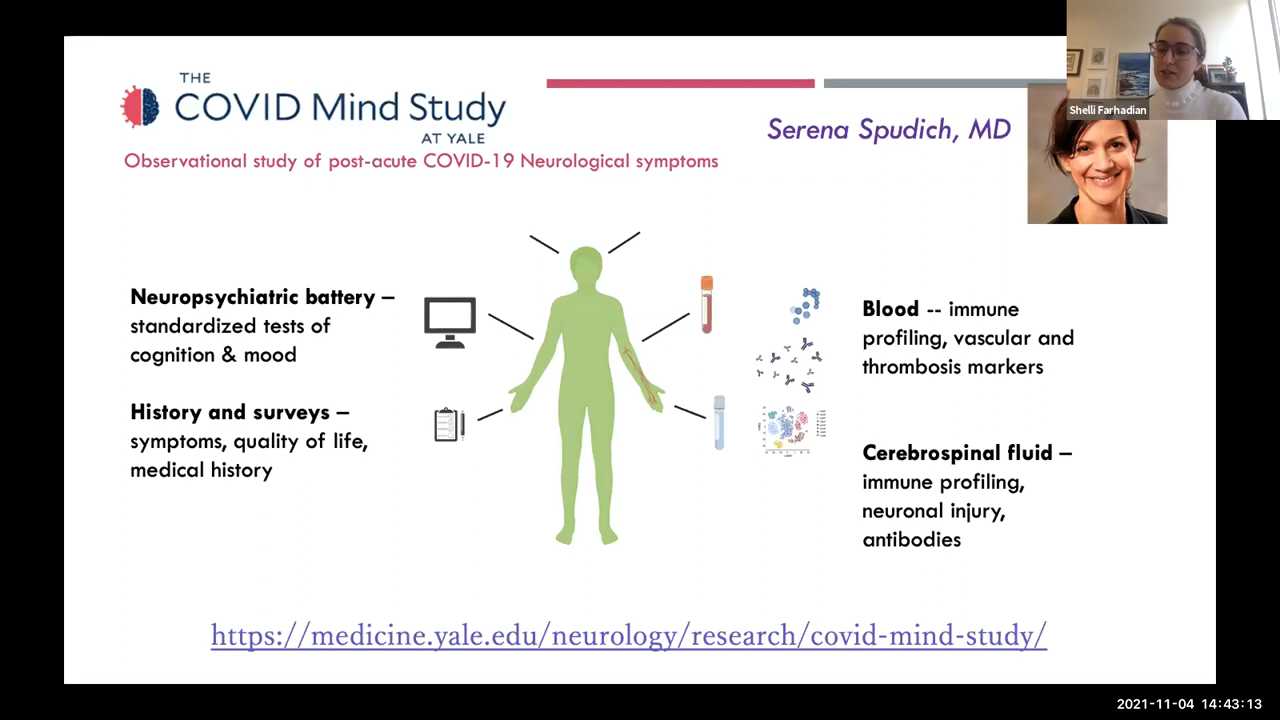 THE
COVID Mind Study
AT YALE
Observational study of post-acute COVID-19 Neurological symptoms
Serena Spudich, MD
Shelli Farhadian
Neuropsychiatric battery –
standardized tests of
cognition & mood
History and surveys –
symptoms, quality of life,
medical history
Blood -- immune
profiling, vascular and
thrombosis markers
Cerebrospinal fluid –
immune profiling,
neuronal injury,
antibodies
https://medicine.yale.edu/neurology/research/covid-mind-study/
2021-11-04 14:43:13